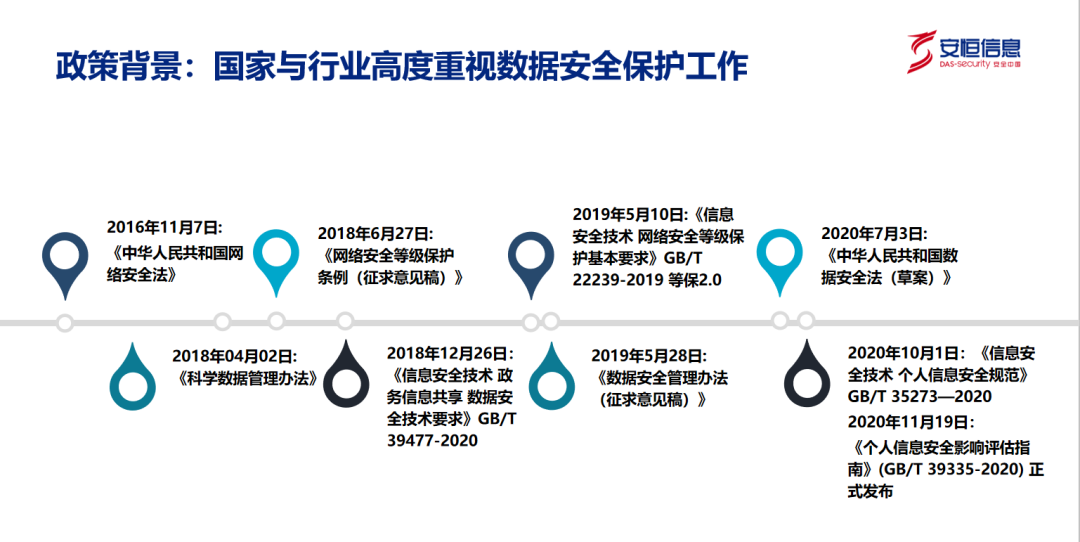 政策背景：国家与行业高度重视数据安全保护工作
安恒信息
DAS-security 安全中国
2016年11月7日:
《中华人民共和国网
络安全法》
2018年04月02日:
《科学数据管理办法》
2018年6月27日:
《网络安全等级保护
条例（征求意见稿）》
2018年12月26日：
《信息安全技术 政
务信息共享 数据安
全技术要求》GB/T
39477-2020
2019年5月10日:《信息
安全技术 网络安全等级保
护基本要求》GB/T
22239-2019 等保2.0
2019年5月28日:
《数据安全管理办法
（征求意见稿）》
2020年7月3日:
《中华人民共和国数
据安全法（草案）》
2020年10月1日：《信息安
全技术 个人信息安全规范》
GB/T 35273—2020
2020年11月19日：
《个人信息安全影响评估指
南》(GB/T 39335-2020) 正
式发布